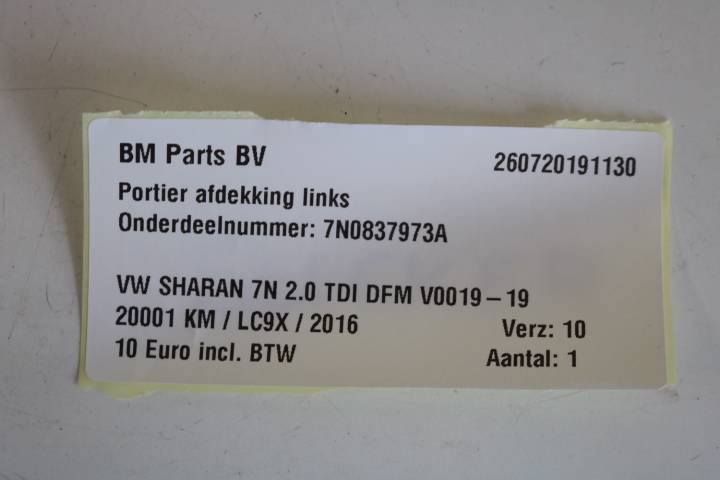 BM Parts BV 260720191130
Portier afdekking links
Onderdeelnummer: 7N0837973A
VW SHARAN 7N 2.0 TDI DFM V0019-19
20001 KM / LC9X / 2016 Verz: 10
10 Euro incl. BTW Aantal: 1